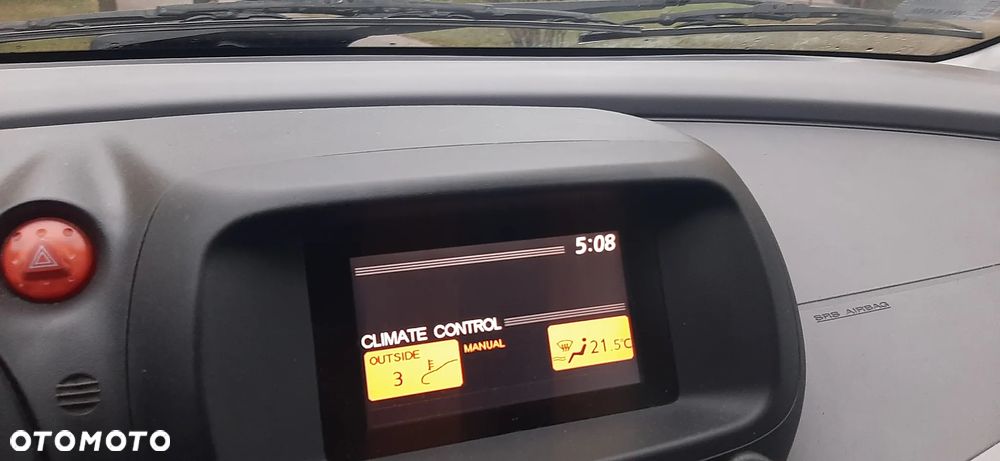 5:08
CLIMATE CONTROL
OUTSIDE
3
MANUAL
21.5°C
SRS AIRBAG
OTOMOTO